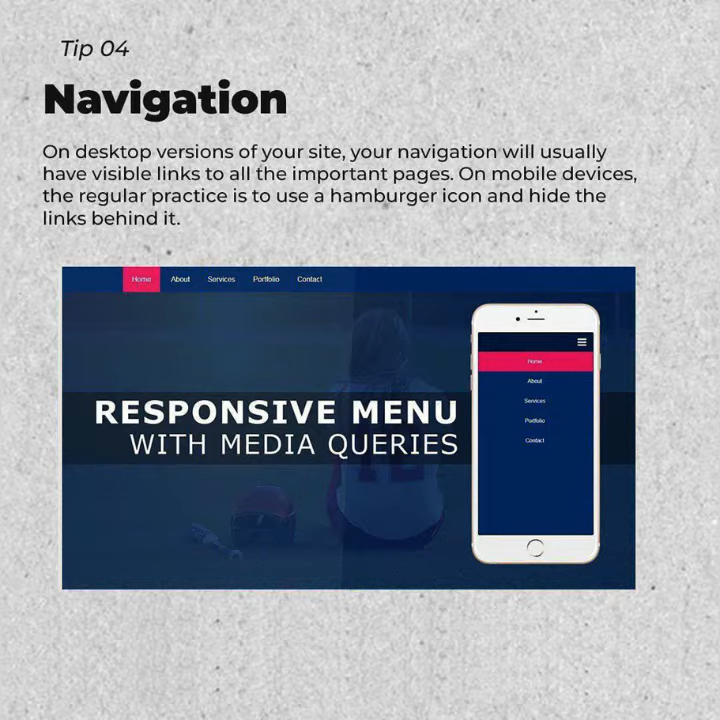 Tip 04
Navigation
On desktop versions of your site, your navigation will usually
have visible links to all the important pages. On mobile devices,
the regular practice is to use a hamburger icon and hide the
links behind it.
Home About Services Portfolio Contact
RESPONSIVE MENU
WITH MEDIA QUERIES
Home
About
Services
Portfolio
Contact